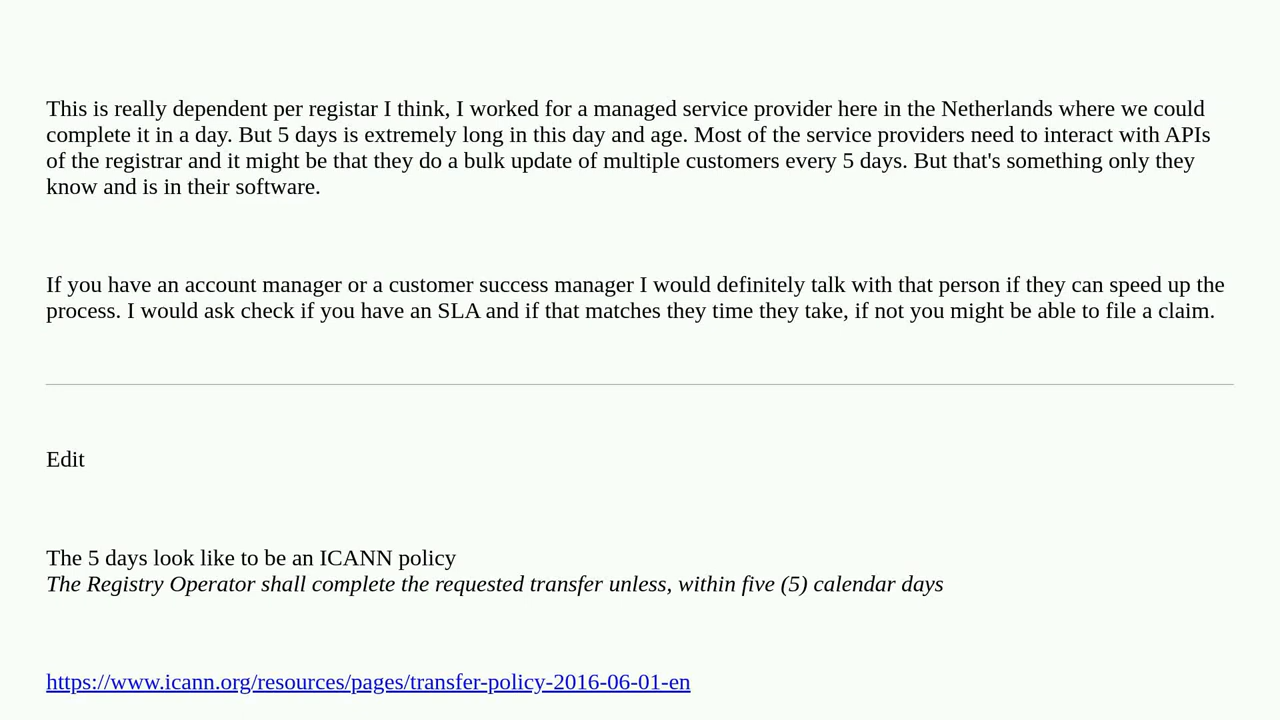 This is really dependent per registar I think, I worked for a managed service provider here in the Netherlands where we could
complete it in a day. But 5 days is extremely long in this day and age. Most of the service providers need to interact with APIs
of the registrar and it might be that they do a bulk update of multiple customers every 5 days. But that's something only they
know and is in their software.
If you have an account manager or a customer success manager I would definitely talk with that person if they can speed up the
process. I would ask check if you have an SLA and if that matches they time they take, if not you might be able to file a claim.
Edit
The 5 days look like to be an ICANN policy
The Registry Operator shall complete the requested transfer unless, within five (5) calendar days
https://www.icann.org/resources/pages/transfer-policy-2016-06-01-en